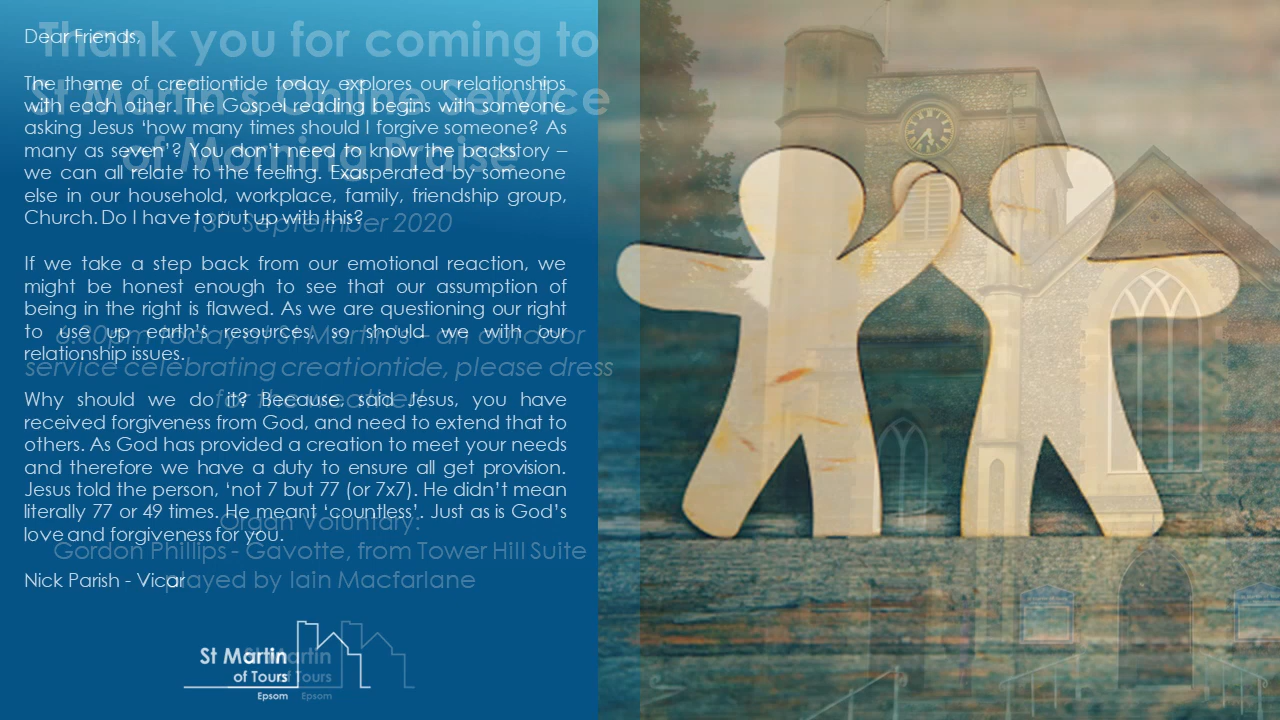 Dear Friends,
The theme of creationtide today explores our relationships
with each other. The Gospel reading begins with someone
asking Jesus ‘how many times should I forgive someone? As
many as seven’? You don’t need to know the backstory –
we can all relate to the feeling. Exasperated by someone
else in our household, workplace, family, friendship group,
Church. Do I have to put up with this?
If we take a step back from our emotional reaction, we
might be honest enough to see that our assumption of
being in the right is flawed. As we are questioning our right
to use up earth’s resources, so should we with our
relationship issues.
Why should we do it? Because, said Jesus, you have
received forgiveness from God, and need to extend that to
others. As God has provided a creation to meet your needs
and therefore we have a duty to ensure all get provision.
Jesus told the person, ‘not 7 but 77 (or 7x7). He didn’t mean
literally 77 or 49 times. He meant ‘countless’. Just as is God’s
love and forgiveness for you.
Nick Parish - Vicar
St Martin
of Tours
Epsom
Thank you for coming to
St Martin's Online Service
of Morning Praise
13th September 2020
6:30pm today at St Martin's – an outdoor
service celebrating creationtide, please dress
for the weather!
Organ Voluntary:
Gordon Phillips - Gavotte, from Tower Hill Suite
played by Iain Macfarlane
St Martin
of Tours
Epsom